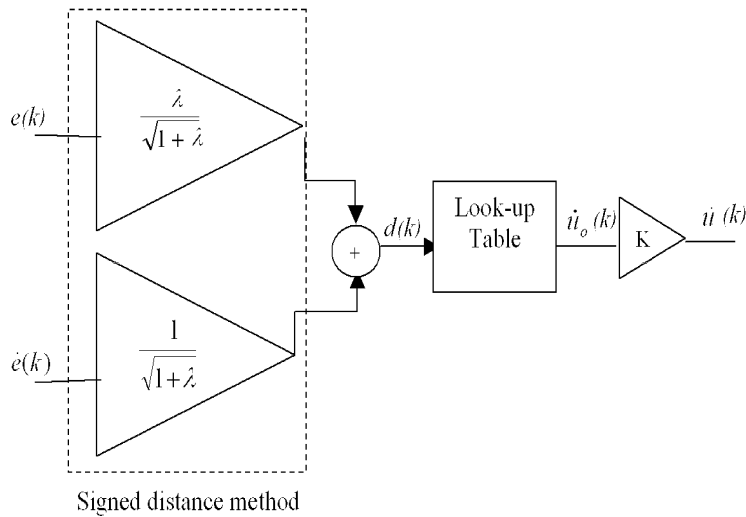 e(k)
λ
√1 + λ
ė(k)
1
√1+λ
+
d(k)
Look-up
Table
u̇ₒ (k)
K
u̇ (k)
Signed distance method